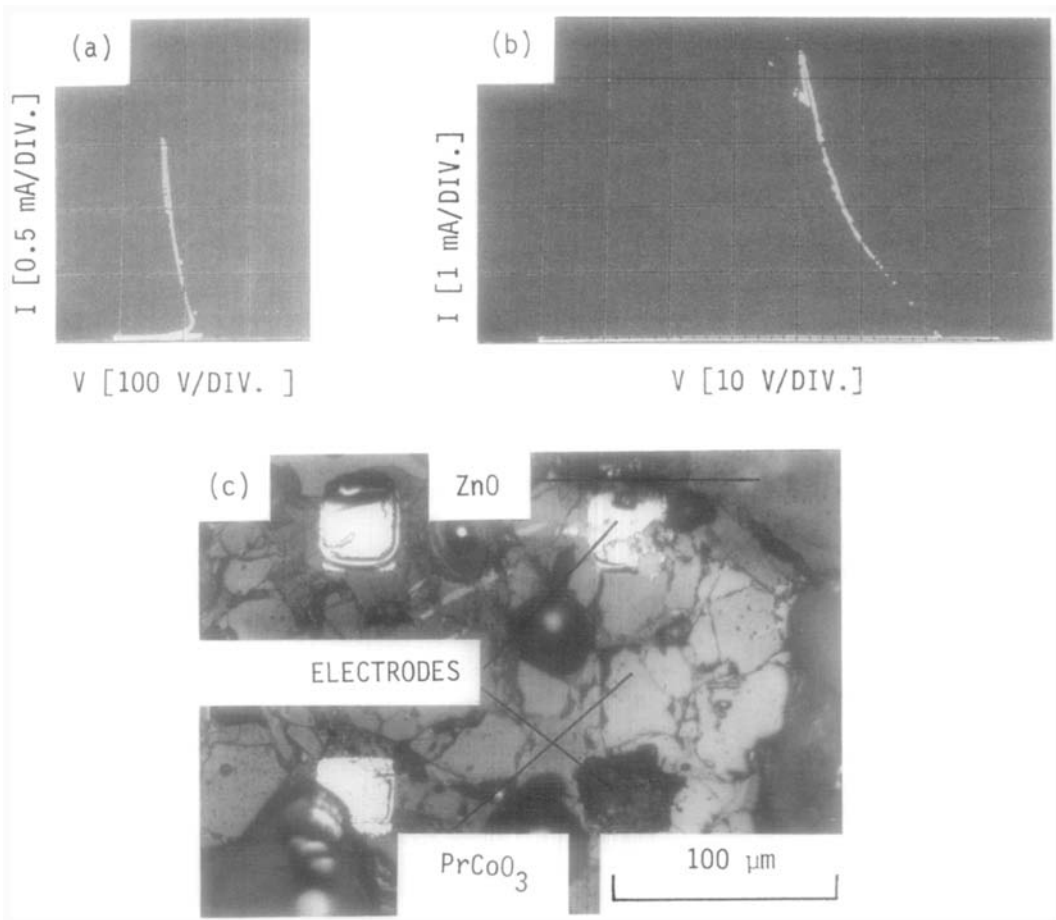 (a)
I [0.5 mA/DIV.]
V [100 V/DIV. ]
(b)
I [1 mA/DIV.]
V [10 V/DIV.]
(c)
ZnO
ELECTRODES
PrCoO₃
100 µm